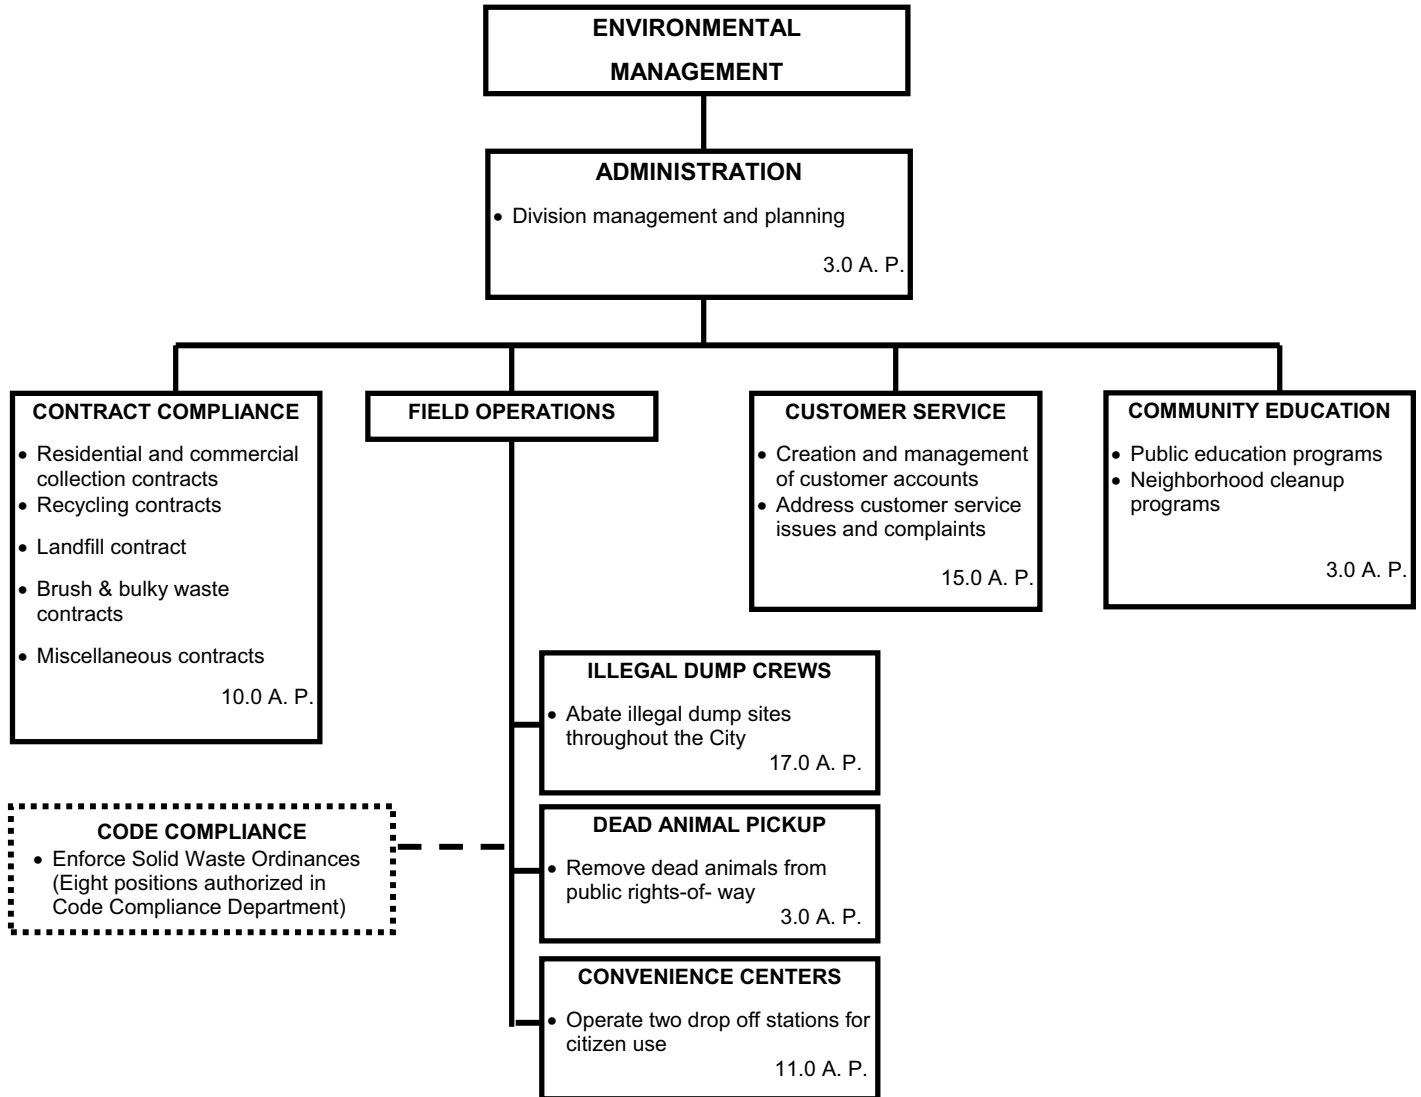 ENVIRONMENTAL
MANAGEMENT
ADMINISTRATION
• Division management and planning
3.0 A. P.
CONTRACT COMPLIANCE
• Residential and commercial
collection contracts
• Recycling contracts
• Landfill contract
• Brush & bulky waste
contracts
• Miscellaneous contracts
10.0 A. P.
FIELD OPERATIONS
CUSTOMER SERVICE
• Creation and management
of customer accounts
• Address customer service
issues and complaints
15.0 A. P.
COMMUNITY EDUCATION
• Public education programs
• Neighborhood cleanup
programs
3.0 A. P.
ILLEGAL DUMP CREWS
• Abate illegal dump sites
throughout the City
17.0 A. P.
CODE COMPLIANCE
• Enforce Solid Waste Ordinances
(Eight positions authorized in
Code Compliance Department)
DEAD ANIMAL PICKUP
• Remove dead animals from
public rights-of- way
3.0 A. P.
CONVENIENCE CENTERS
• Operate two drop off stations for
citizen use
11.0 A. P.